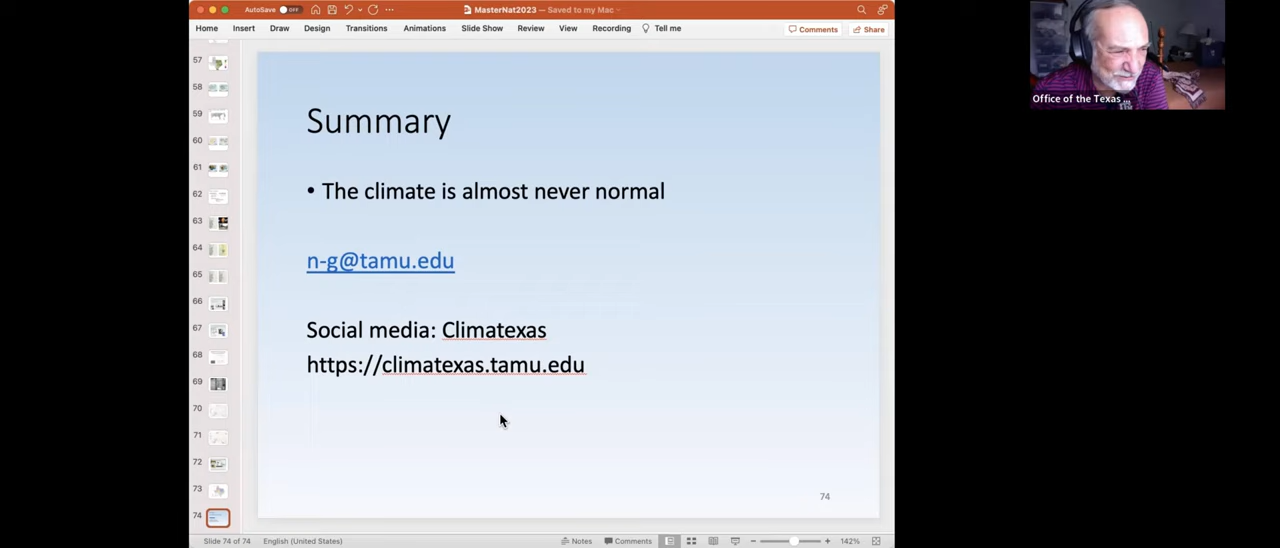 AutoSave OFF
MasterNat2023 — Saved to my Mac
Home Insert Draw Design Transitions Animations Slide Show Review View Recording Tell me Comments Share
57
58
59
60
61
62
63
64
65
66
67
68
69
70
71
72
73
74
Summary
• The climate is almost never normal
n-g@tamu.edu
Social media: Climatexas
https://climatexas.tamu.edu
74
Slide 74 of 74 English (United States) Notes Comments 142%
Office of the Texas ...